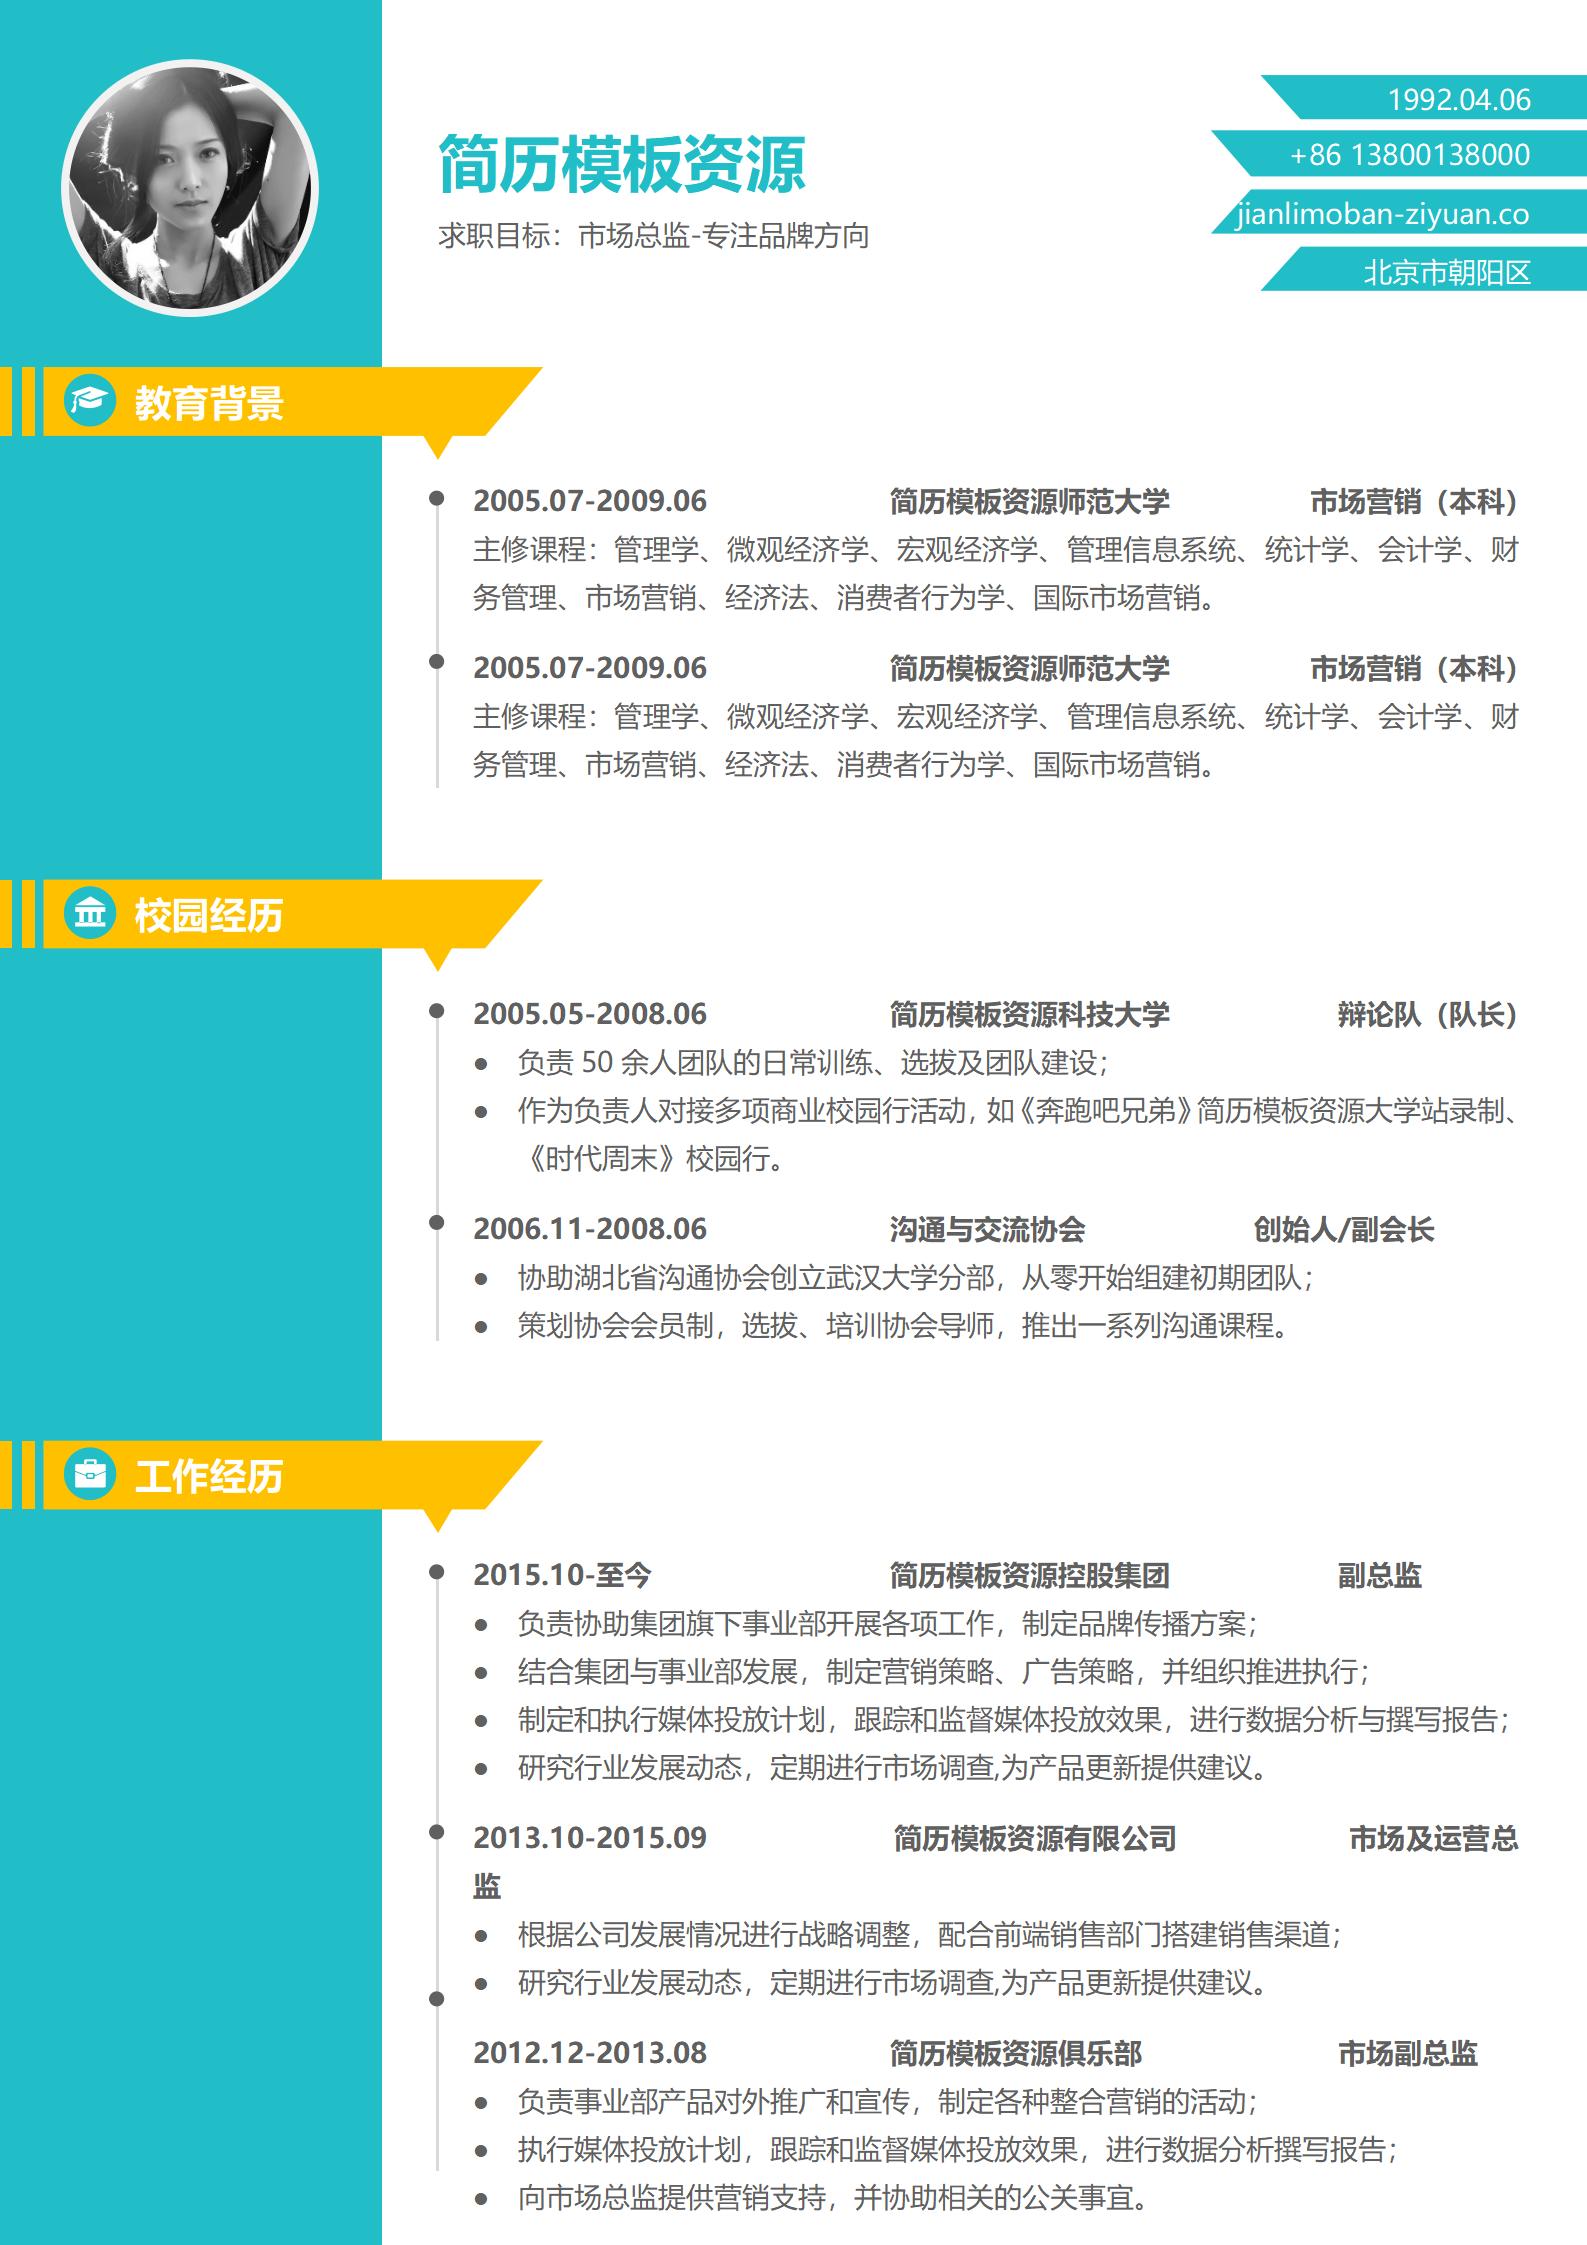 简历模板资源
求职目标：市场总监-专注品牌方向
1992.04.06
+86 13800138000
jianlimoban-ziyuan.co
北京市朝阳区
教育背景
2005.07-2009.06 简历模板资源师范大学 市场营销（本科）
主修课程：管理学、微观经济学、宏观经济学、管理信息系统、统计学、会计学、财
务管理、市场营销、经济法、消费者行为学、国际市场营销。
2005.07-2009.06 简历模板资源师范大学 市场营销（本科）
主修课程：管理学、微观经济学、宏观经济学、管理信息系统、统计学、会计学、财
务管理、市场营销、经济法、消费者行为学、国际市场营销。
校园经历
2005.05-2008.06 简历模板资源科技大学 辩论队（队长）
● 负责 50 余人团队的日常训练、选拔及团队建设；
● 作为负责人对接多项商业校园行活动，如《奔跑吧兄弟》简历模板资源大学站录制、
《时代周末》校园行。
2006.11-2008.06 沟通与交流协会 创始人/副会长
● 协助湖北省沟通协会创立武汉大学分部，从零开始组建初期团队；
● 策划协会会员制，选拔、培训协会导师，推出一系列沟通课程。
工作经历
2015.10-至今 简历模板资源控股集团 副总监
● 负责协助集团旗下事业部开展各项工作，制定品牌传播方案；
● 结合集团与事业部发展，制定营销策略、广告策略，并组织推进执行；
● 制定和执行媒体投放计划，跟踪和监督媒体投放效果，进行数据分析与撰写报告；
● 研究行业发展动态，定期进行市场调查,为产品更新提供建议。
2013.10-2015.09 简历模板资源有限公司 市场及运营总
监
● 根据公司发展情况进行战略调整，配合前端销售部门搭建销售渠道；
● 研究行业发展动态，定期进行市场调查,为产品更新提供建议。
2012.12-2013.08 简历模板资源俱乐部 市场副总监
● 负责事业部产品对外推广和宣传，制定各种整合营销的活动；
● 执行媒体投放计划，跟踪和监督媒体投放效果，进行数据分析撰写报告；
● 向市场总监提供营销支持，并协助相关的公关事宜。